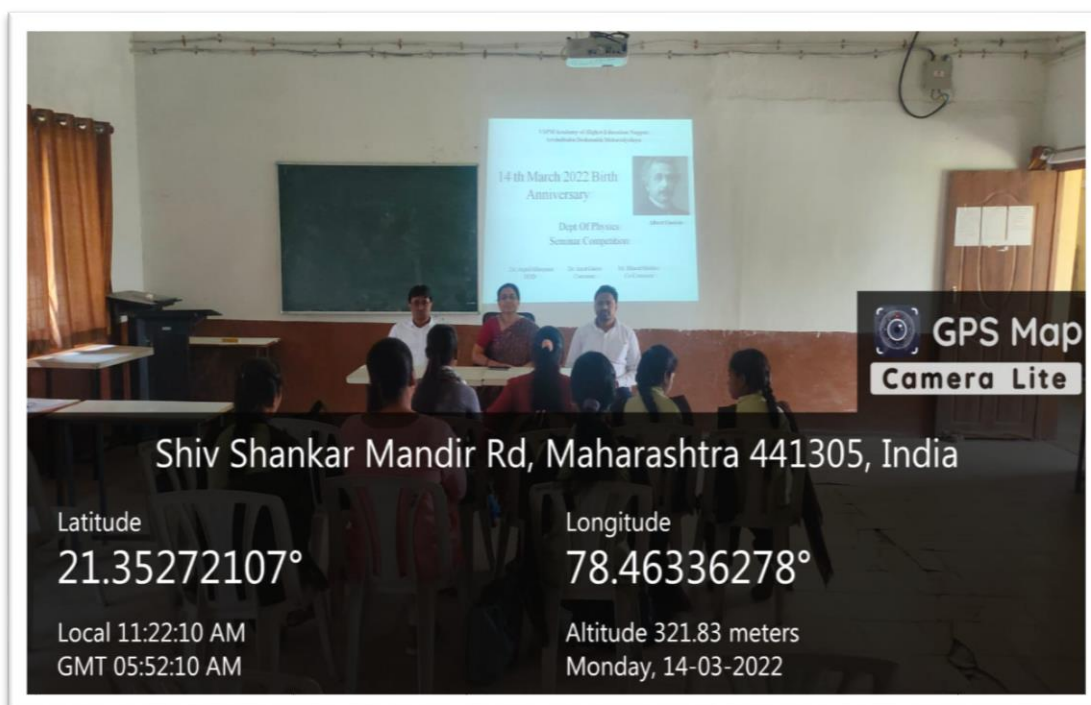 14 th March 2022 Birth
Anniversary
Albert Einstein
Dept Of Physics
Seminar Competition
GPS Map
Camera Lite
Shiv Shankar Mandir Rd, Maharashtra 441305, India
Latitude
21.35272107°
Longitude
78.46336278°
Local 11:22:10 AM
GMT 05:52:10 AM
Altitude 321.83 meters
Monday, 14-03-2022